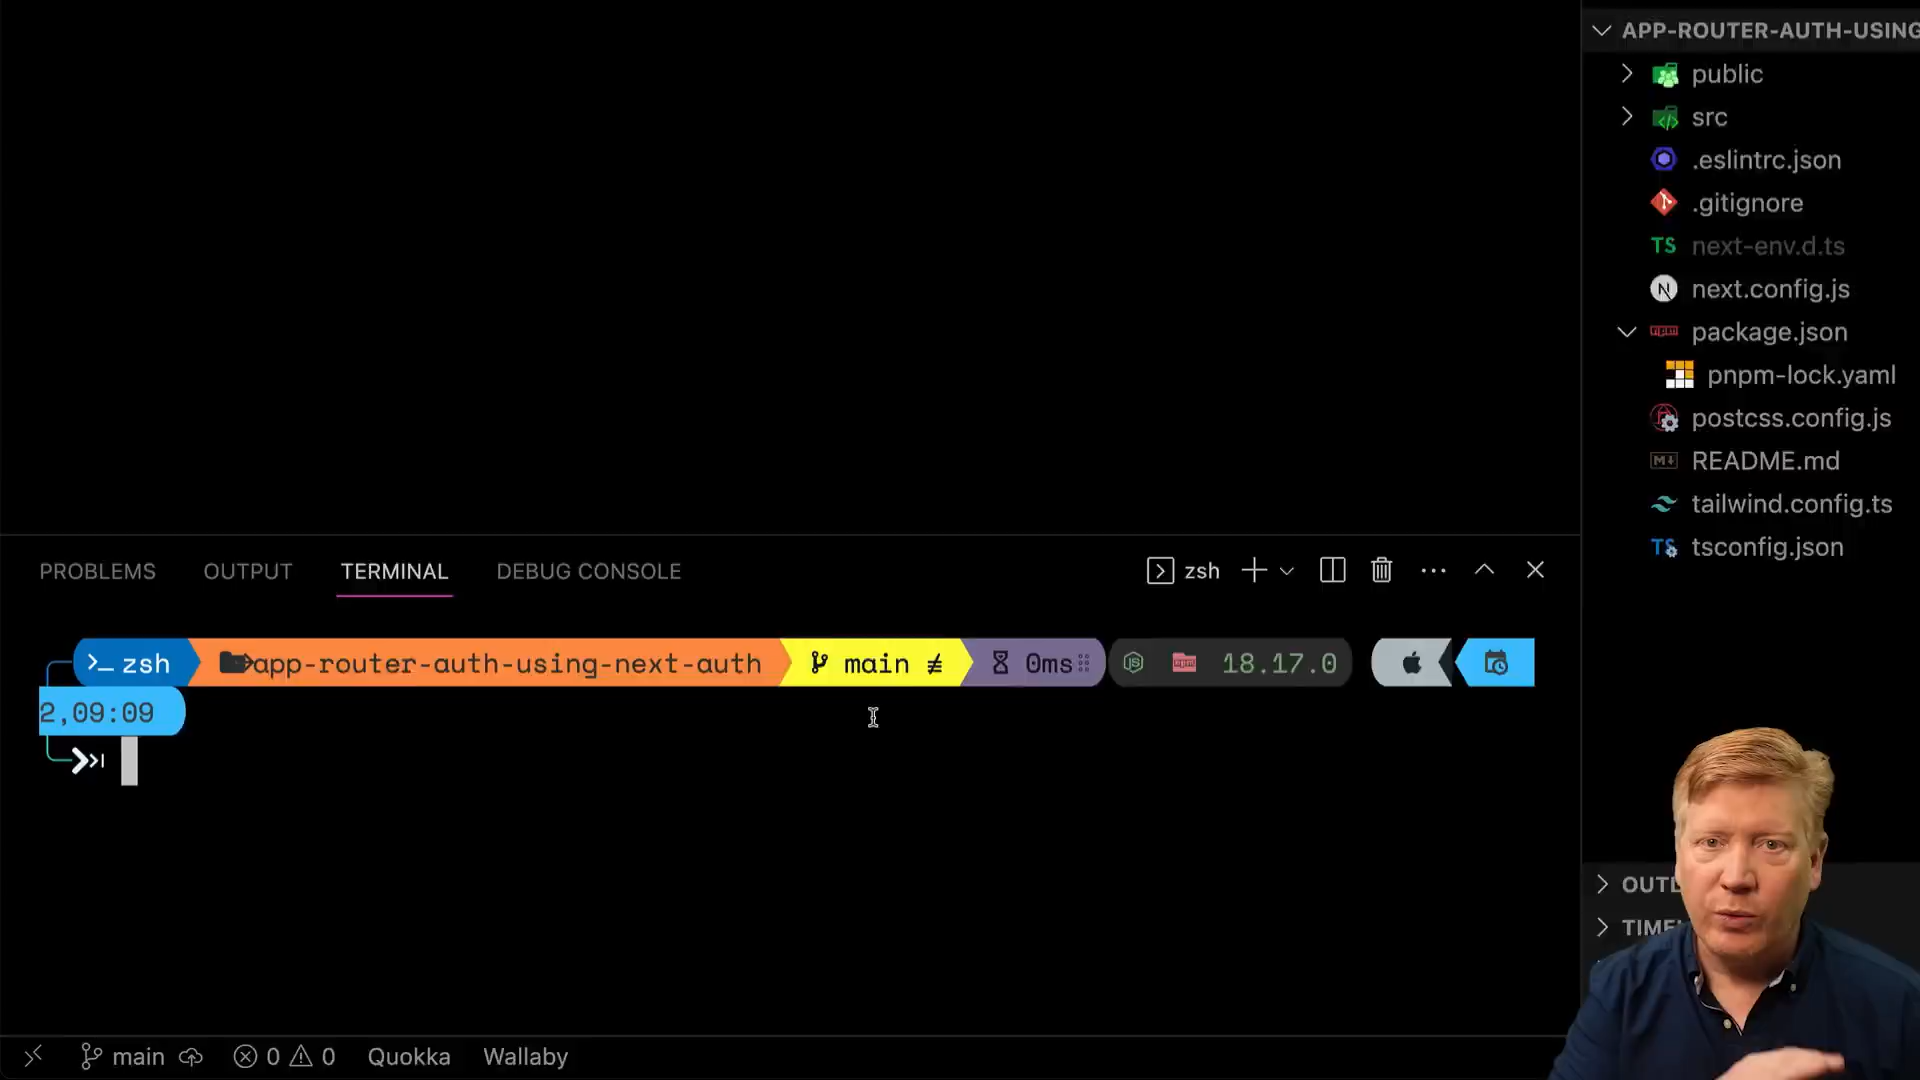 APP-ROUTER-AUTH-USING
public
src
.eslintrc.json
.gitignore
TS next-env.d.ts
next.config.js
package.json
pnpm-lock.yaml
postcss.config.js
README.md
tailwind.config.ts
TS tsconfig.json
PROBLEMS OUTPUT TERMINAL DEBUG CONSOLE zsh
zsh app-router-auth-using-next-auth main ≢ 0ms 18.17.0
2,09:09
OUTL
TIME
main 0 0 Quokka Wallaby